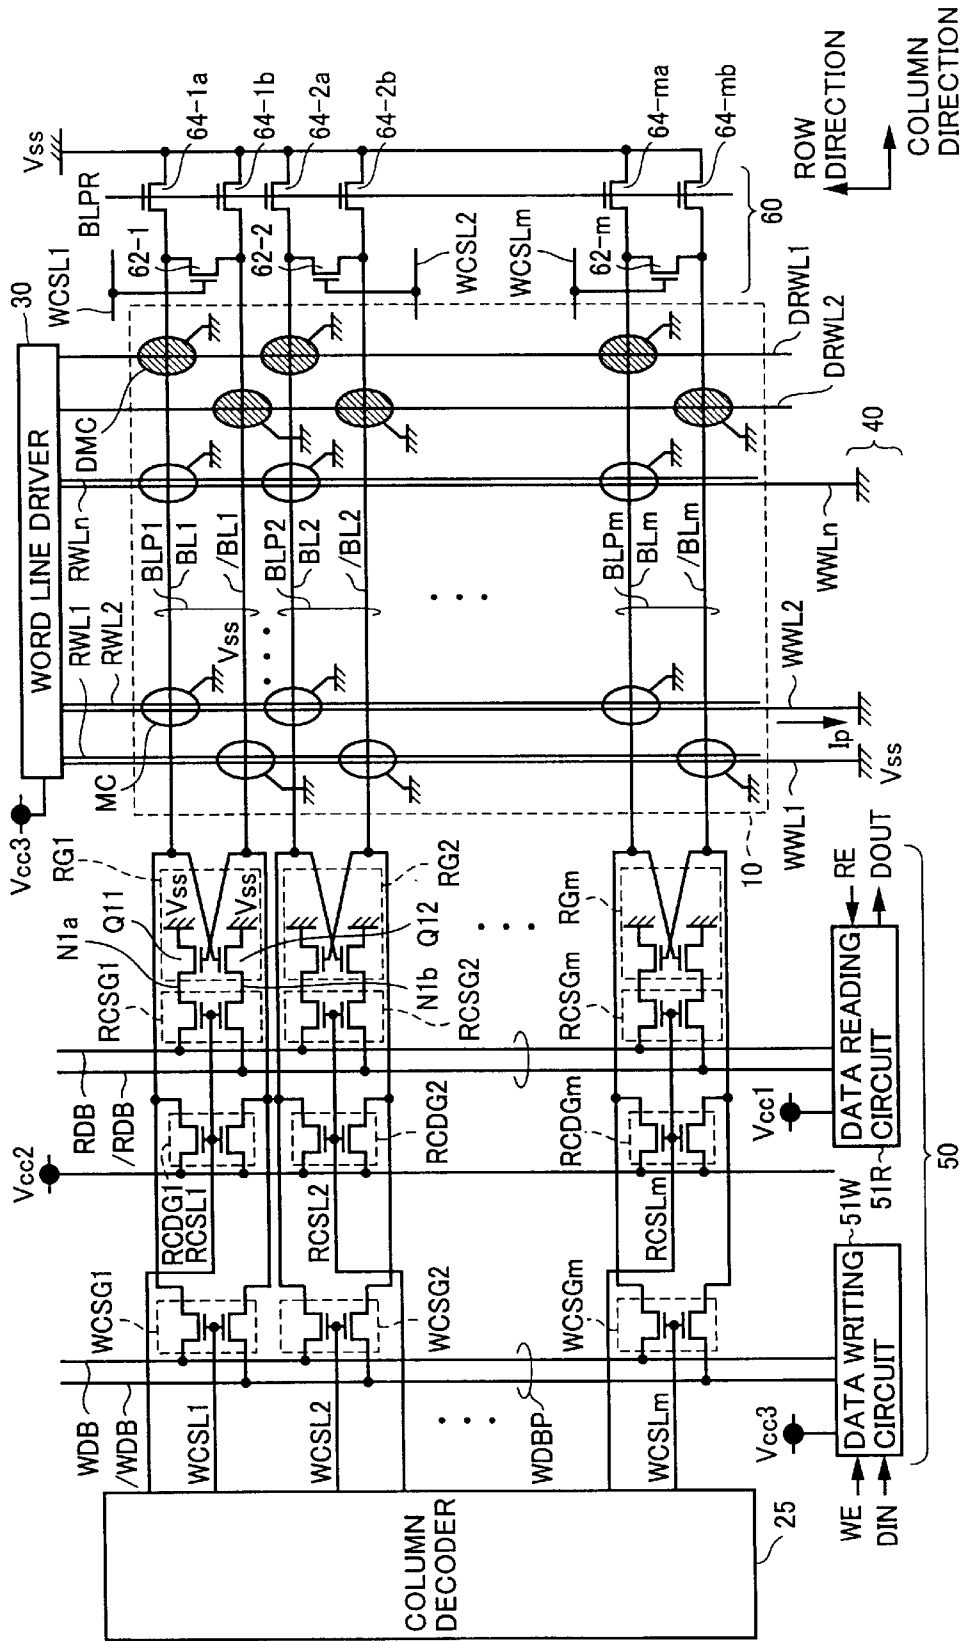 Vcc3
WORD LINE DRIVER
30
WCSL1
BLPR
Vss
RWL1
RWL2
RWLn
DMC
MC
62-1
64-1a
64-1b
62-2
64-2a
64-2b
WCSL2
WCSLm
62-m
64-ma
64-mb
60
ROW
DIRECTION
COLUMN
DIRECTION
BLP1
BL1
/BL1
Vss
BLP2
BL2
/BL2
BLPm
BLm
/BLm
DRWL1
DRWL2
40
WWLn
WWL2
Ip
WWL1
Vss
10
RG1
Vss
Vss
Q11
Q12
N1a
N1b
RCSG1
RG2
RCSG2
RGm
RCSGm
RDB
/RDB
Vcc2
RCDG1
RCSL1
RCDG2
RCSL2
RCDGm
RCSLm
WCSG1
WCSG2
WCSGm
WDB
/WDB
WCSL1
WCSL2
WDBP
WCSLm
COLUMN
DECODER
25
Vcc1
DATA READING
CIRCUIT
51R
RE
DOUT
Vcc3
DATA WRITING
CIRCUIT
51W
WE
DIN
50